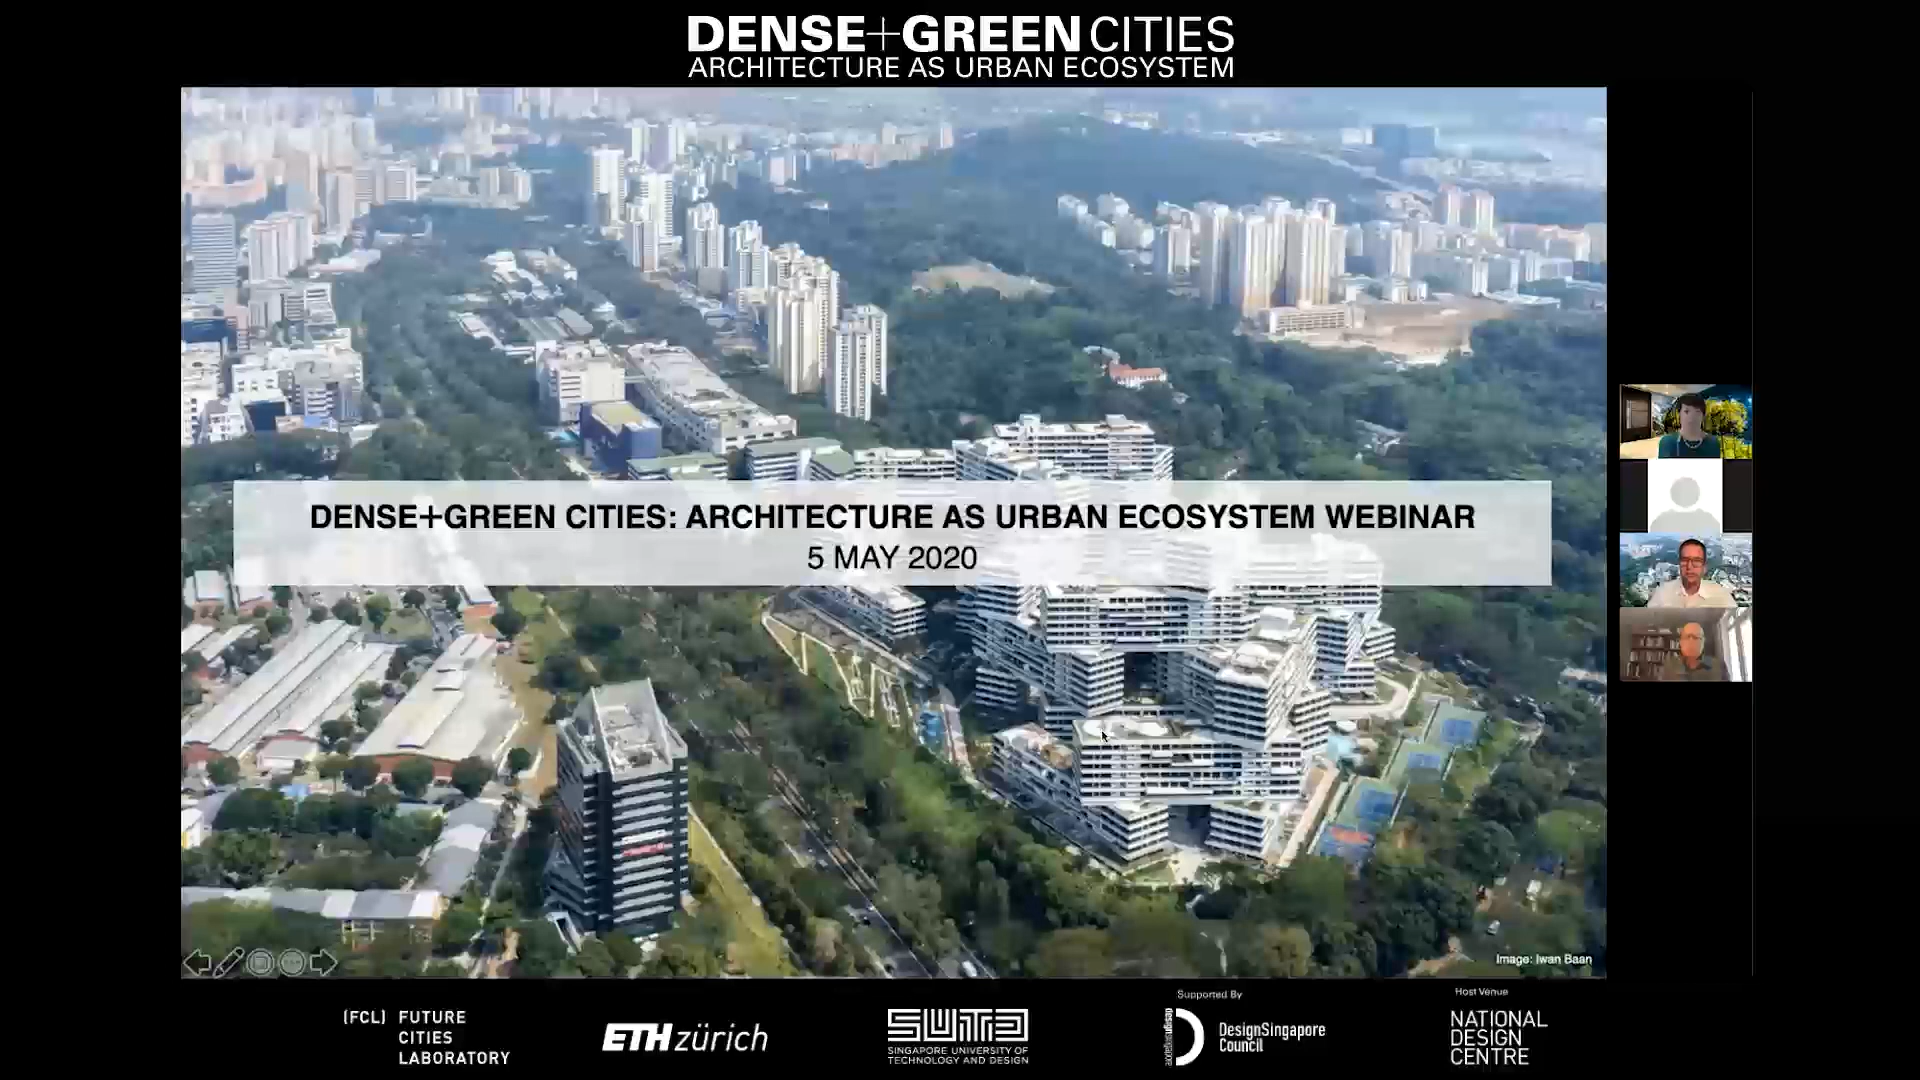 DENSE+GREEN CITIES
ARCHITECTURE AS URBAN ECOSYSTEM
DENSE+GREEN CITIES: ARCHITECTURE AS URBAN ECOSYSTEM WEBINAR
5 MAY 2020
Image: Iwan Baan
(FCL) FUTURE
CITIES
LABORATORY
ETH zürich
SUTD
SINGAPORE UNIVERSITY OF
TECHNOLOGY AND DESIGN
Supported By
designsingapore
DesignSingapore
Council
Host Venue
NATIONAL
DESIGN
CENTRE